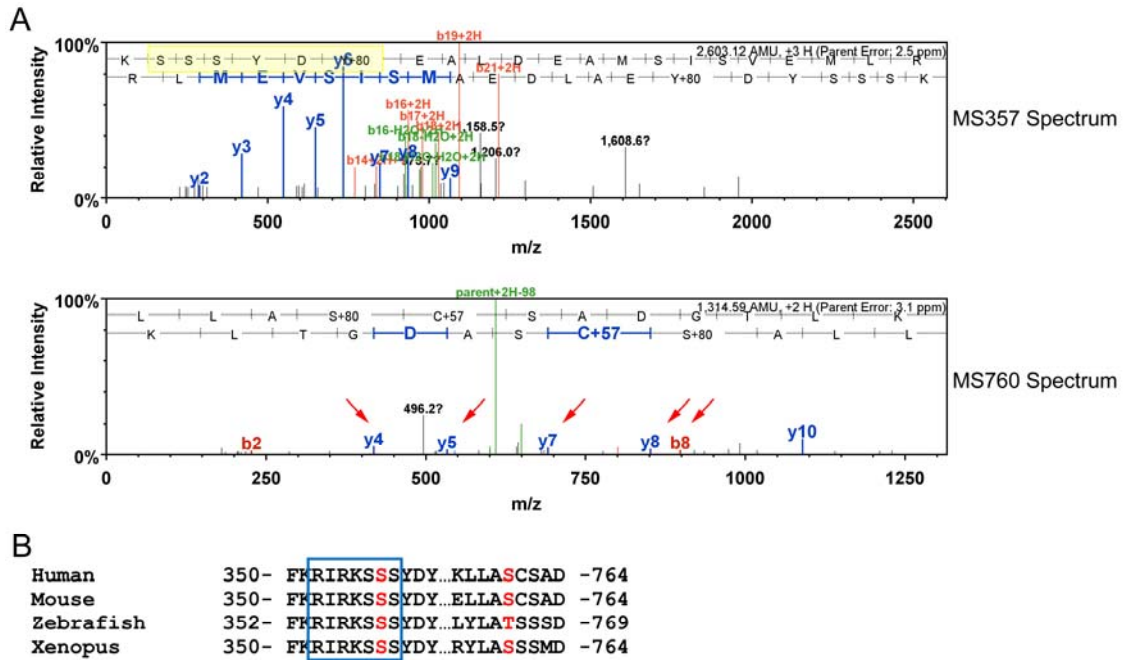 A
b19+2H
2,603.12 AMU, +3 H (Parent Error: 2.5 ppm)
K S S S Y D Y+80 E A L D E A M S I S V E M L R
R L M E V S I S M A E D L A E Y+80 D Y S S S K
y6
b21+2H
y4
y5
b16+2H
b17+2H
1,158.5?
y3
1,206.0?
1,608.6?
y7
y8
y9
y2
Relative Intensity
100%
0%
0 500 1000 1500 2000 2500
m/z
MS357 Spectrum
parent+2H-98
1,314.59 AMU, +2 H (Parent Error: 3.1 ppm)
L L A S+80 C+57 S A D G T L K
K L T G D A S C+57 S+80 A L L
496.2?
b2
y4
y5
y7
y8
b8
y10
Relative Intensity
100%
0%
0 250 500 750 1000 1250
m/z
MS760 Spectrum
B
Human 350- FKRIRKSSSYDY…KLLASCSAD -764
Mouse 350- FKRIRKSSSYDY…ELLASCSAD -764
Zebrafish 352- FKRIRKSSSYDY…LYLATSSSD -769
Xenopus 350- FKRIRKSSSYDY…RYLASSSMD -764